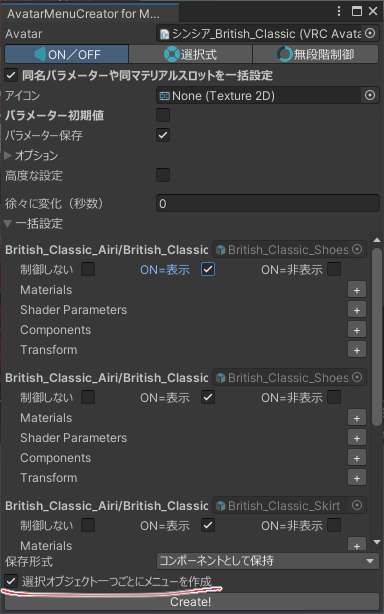 AvatarMenuCreator for M...
Avatar シンシア_British_Classic (VRC Avata
ON／OFF 選択式 無段階制御
同名パラメーターや同マテリアルスロットを一括設定
アイコン None (Texture 2D)
パラメーター初期値
パラメーター保存
オプション
高度な設定
徐々に変化（秒数） 0
一括設定
British_Classic_Airi/British_Classic British_Classic_Shoes
制御しない ON=表示 ON=非表示
Materials +
Shader Parameters +
Components +
Transform +
British_Classic_Airi/British_Classic British_Classic_Shoes
制御しない ON=表示 ON=非表示
Materials +
Shader Parameters +
Components +
Transform +
British_Classic_Airi/British_Classic British_Classic_Skirt
制御しない ON=表示 ON=非表示
Materials +
保存形式 コンポーネントとして保持
選択オブジェクト一つごとにメニューを作成
Create!